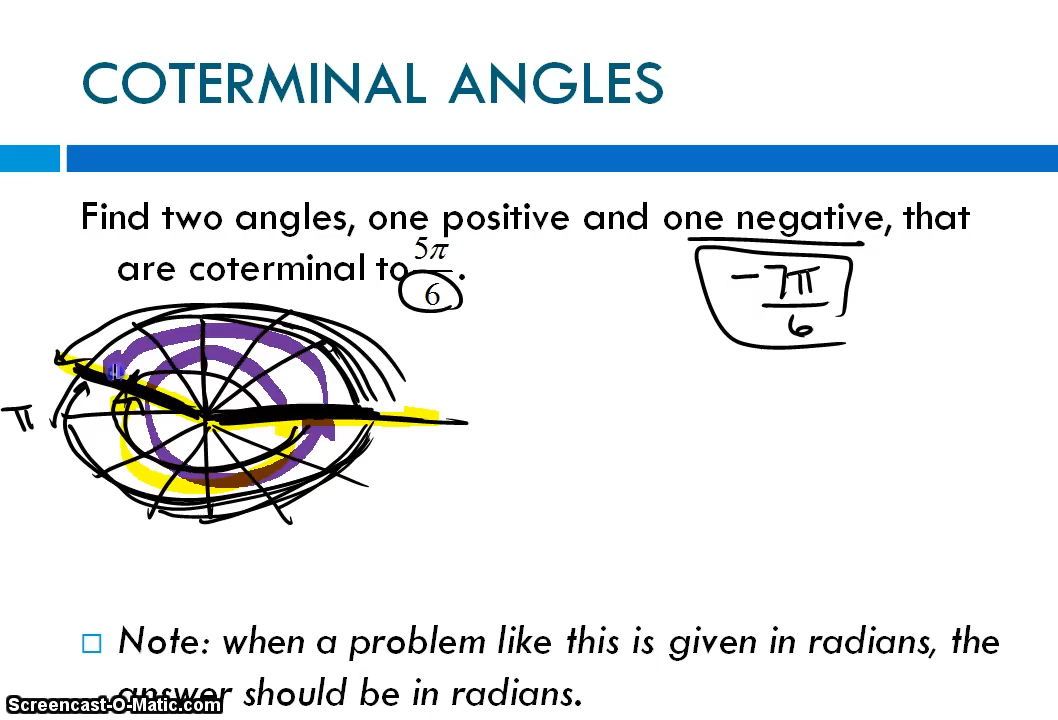 COTERMINAL ANGLES
Find two angles, one positive and one negative, that
are coterminal to 5π/6.
-7π/6
π
Note: when a problem like this is given in radians, the
answer should be in radians.
Screencast-O-Matic.com